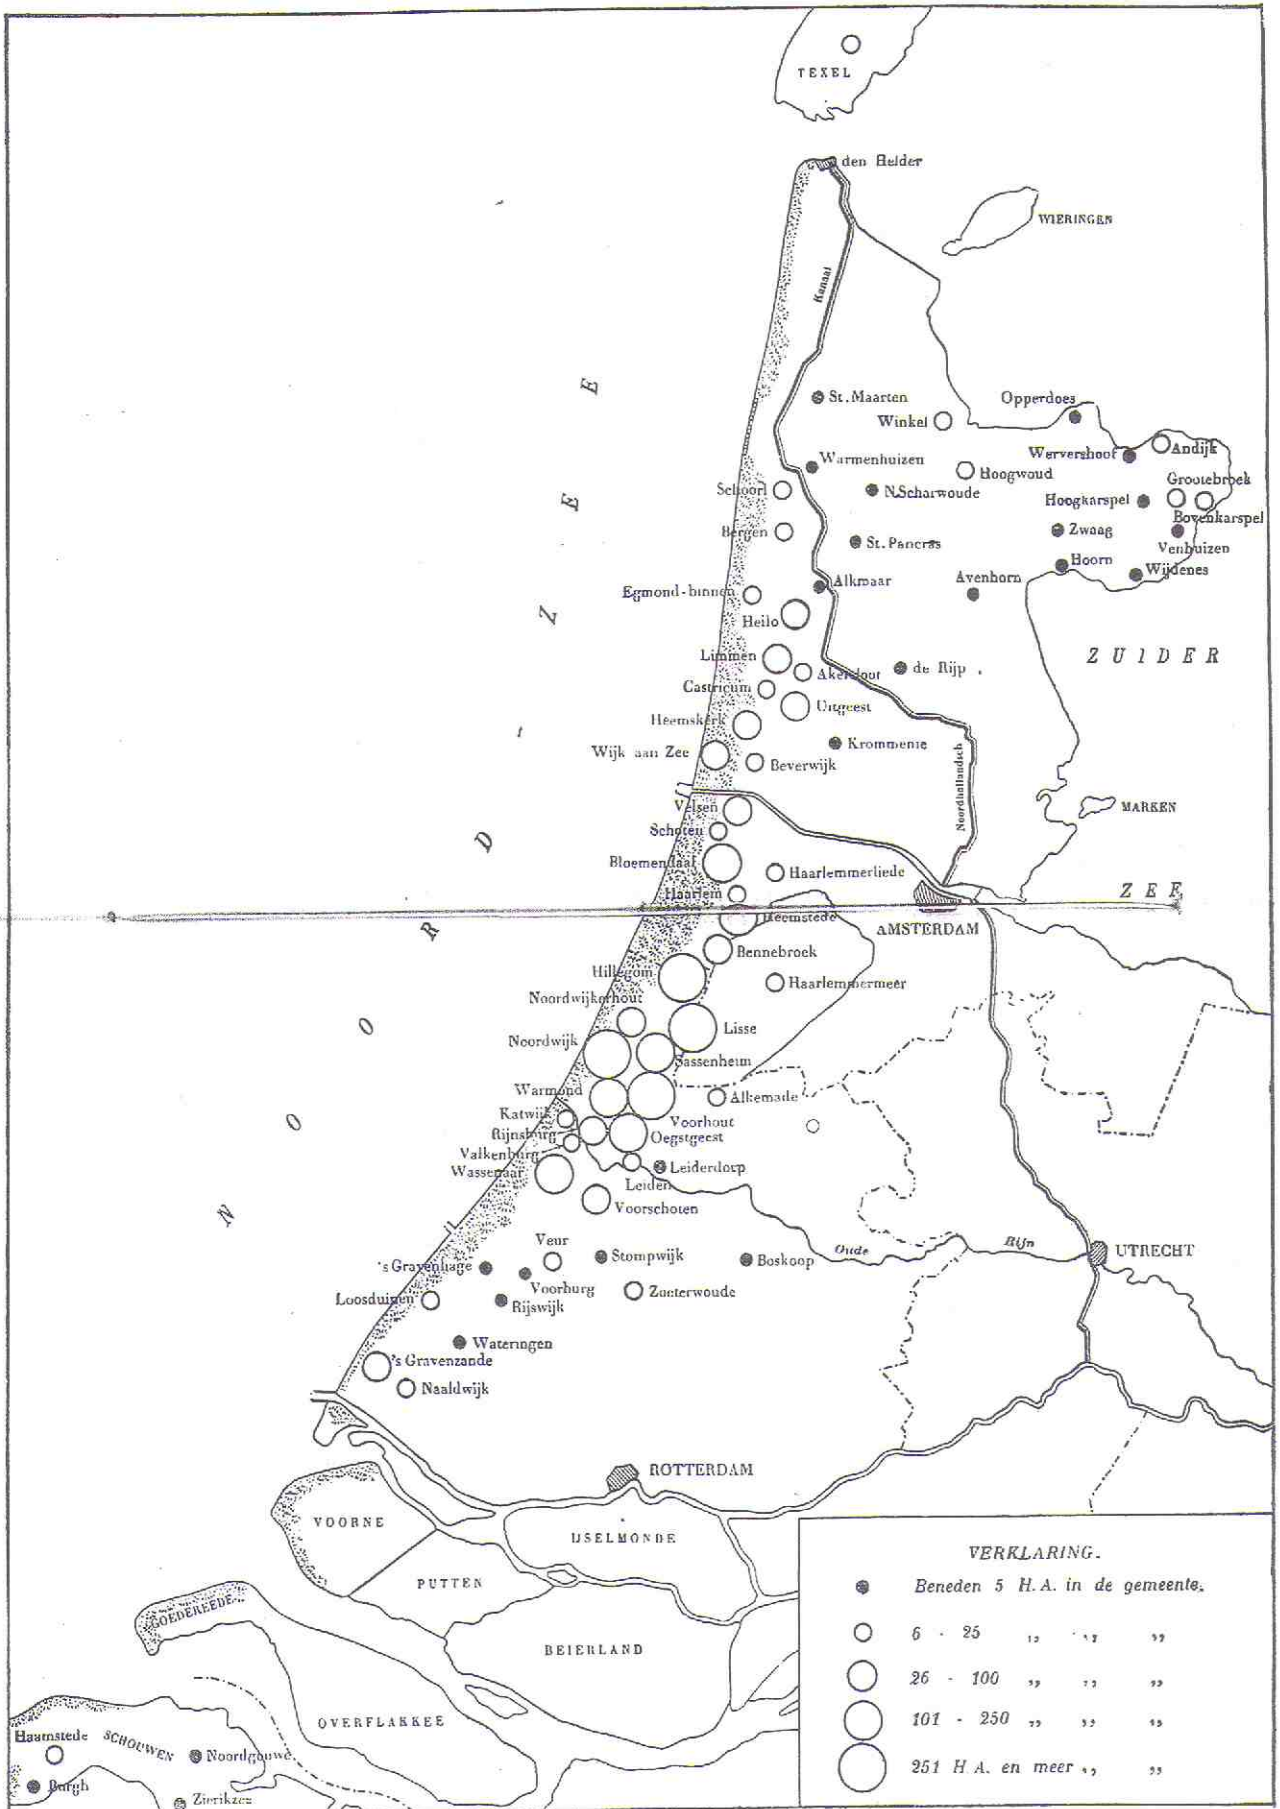 TEXEL
den Helder
WIERINGEN
Kanaal
St. Maarten
Opperdoes
Winkel
Andijk
Wervershoof
Warmenhuizen
Hoogwoud
Grootebroek
Schoorl
N.Scharwoude
Hoogkarspel
Bovenkarspel
Bergen
Zwaag
St. Pancras
Venhuizen
Hoorn
Wijdenes
Alkmaar
Avenhorn
Egmond-binnen
Heilo
ZUIDER
Limmen
de Rijp
Castricum
Uitgeest
Heemskerk
Krommenie
Wijk aan Zee
Beverwijk
Noordhollandsch
Velsen
MARKEN
Schoten
Bloemendaal
Haarlemmerliede
Haarlem
ZEE
Heemstede
AMSTERDAM
Bennebroek
Hillegom
Haarlemmermeer
Noordwijkerhout
Lisse
Noordwijk
Sassenheim
Warmond
Alkemade
Katwijk
Voorhout
Rijnsburg
Oegstgeest
Valkenburg
Wassenaar
Leiderdorp
Leiden
Voorschoten
NOORD-ZEE
Veur
Stompwijk
Boskoop
Oude Rijn
UTRECHT
's Gravenhage
Voorburg
Zoeterwoude
Loosduinen
Rijswijk
Wateringen
's Gravenzande
Naaldwijk
ROTTERDAM
VOORNE
IJSELMONDE
PUTTEN
GOEDEREEDE
BEIERLAND
OVERFLAKKEE
Haamstede
SCHOUWEN
Noordgouwe
Burgh
Zierikzee
VERKLARING.
Beneden 5 H.A. in de gemeente.
6 - 25 „ „ „
26 - 100 „ „ „
101 - 250 „ „ „
251 H A. en meer „ „